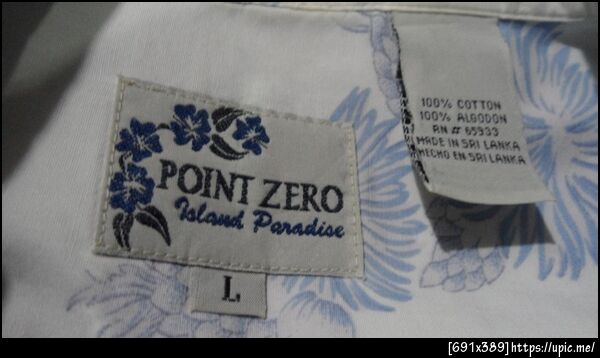 POINT ZERO
Island Paradise
L
100% COTTON
100% ALGODON
RN # 65933
MADE IN SRI LANKA
HECHO EN SRI LANKA
[691x389]https://upic.me/